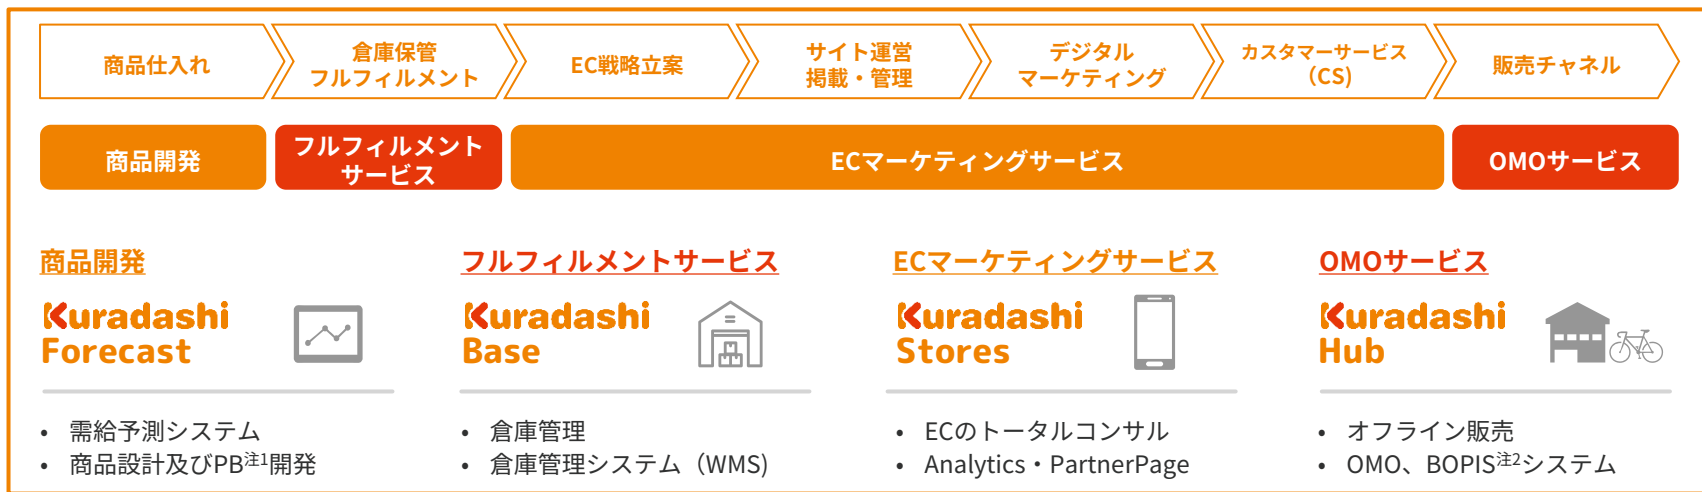 商品仕入れ
倉庫保管
フルフィルメント
EC戦略立案
サイト運営
掲載・管理
デジタル
マーケティング
カスタマーサービス
（CS）
販売チャネル
商品開発
フルフィルメント
サービス
ECマーケティングサービス
OMOサービス
商品開発
Kuradashi
Forecast
• 需給予測システム
• 商品設計及びPB注1開発
フルフィルメントサービス
Kuradashi
Base
• 倉庫管理
• 倉庫管理システム（WMS)
ECマーケティングサービス
Kuradashi
Stores
• ECのトータルコンサル
• Analytics・PartnerPage
OMOサービス
Kuradashi
Hub
• オフライン販売
• OMO、BOPIS注2システム